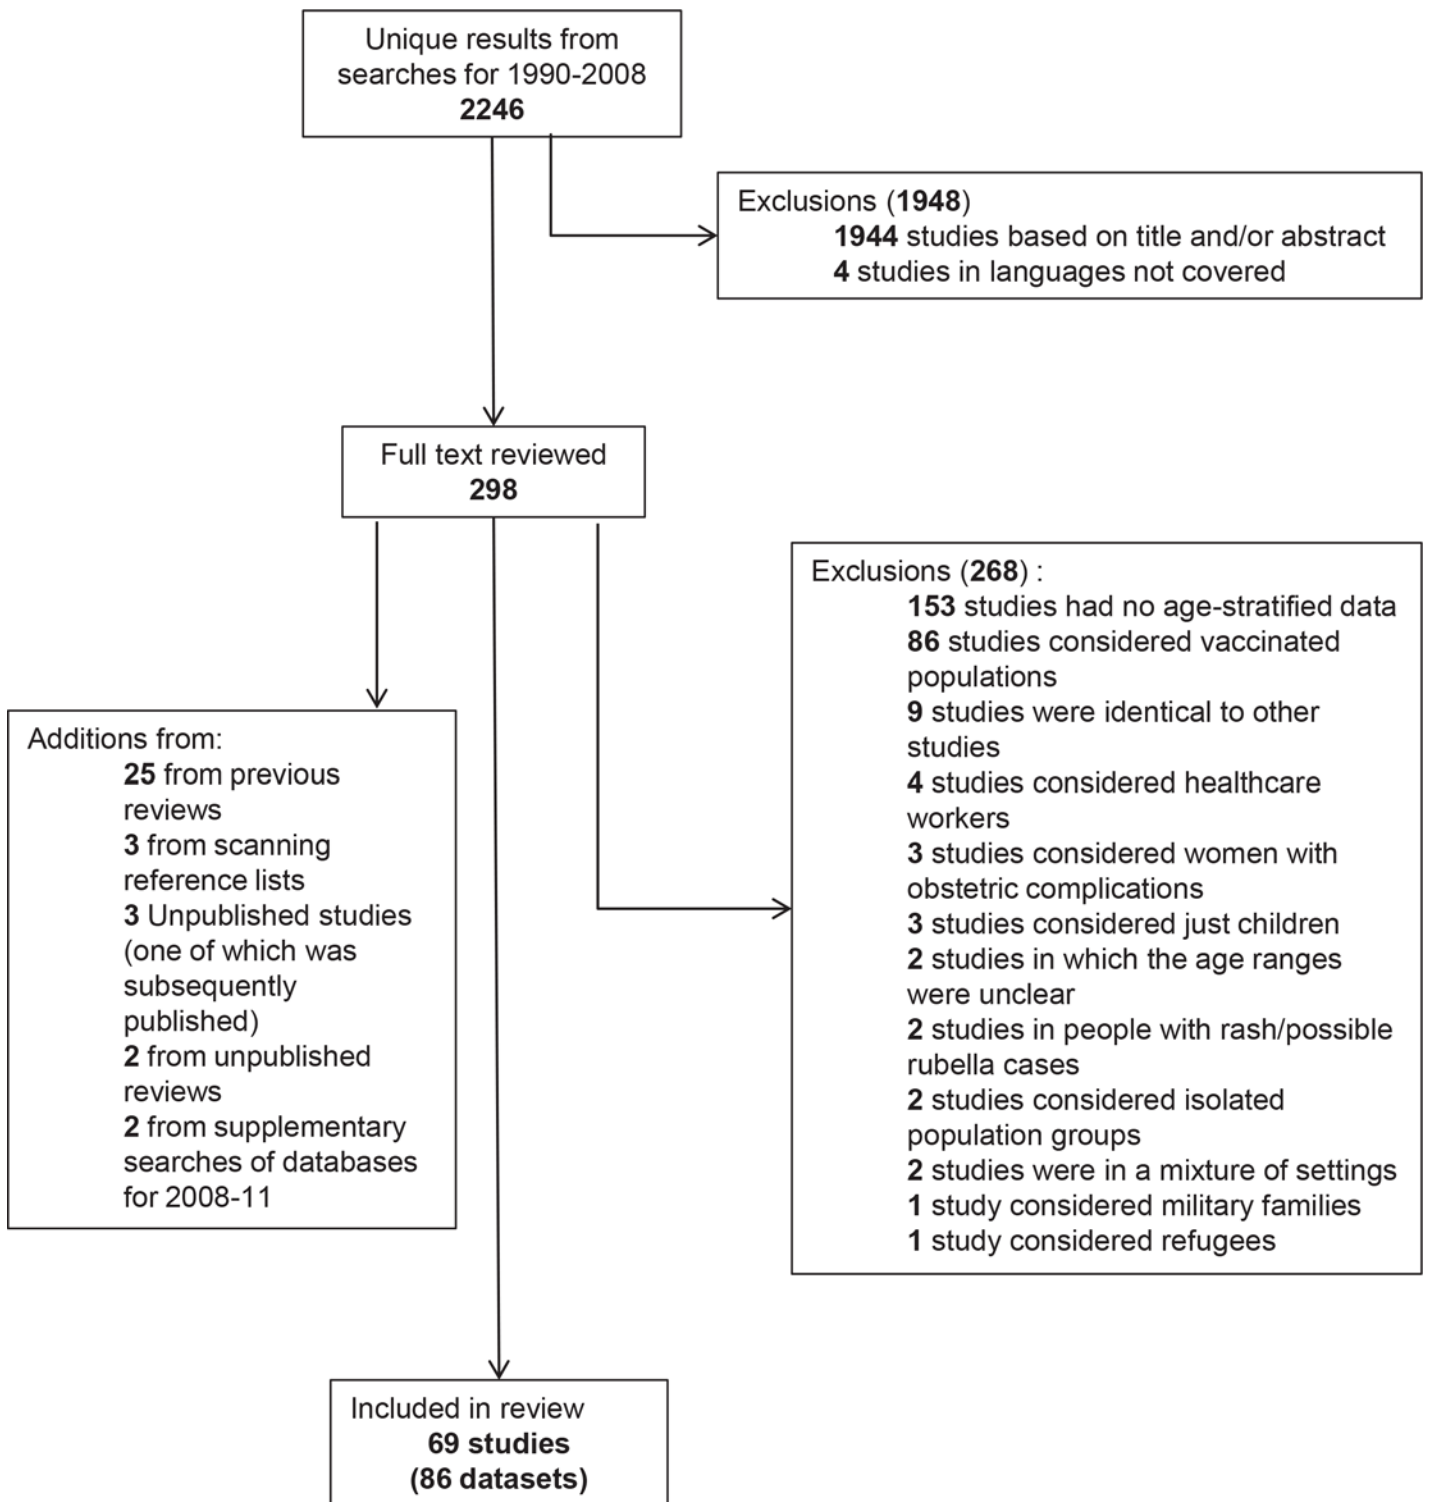 Unique results from
searches for 1990-2008
2246
Exclusions (1948)
1944 studies based on title and/or abstract
4 studies in languages not covered
Full text reviewed
298
Exclusions (268) :
153 studies had no age-stratified data
86 studies considered vaccinated
populations
9 studies were identical to other
studies
4 studies considered healthcare
workers
3 studies considered women with
obstetric complications
3 studies considered just children
2 studies in which the age ranges
were unclear
2 studies in people with rash/possible
rubella cases
2 studies considered isolated
population groups
2 studies were in a mixture of settings
1 study considered military families
1 study considered refugees
Additions from:
25 from previous
reviews
3 from scanning
reference lists
3 Unpublished studies
(one of which was
subsequently
published)
2 from unpublished
reviews
2 from supplementary
searches of databases
for 2008-11
Included in review
69 studies
(86 datasets)